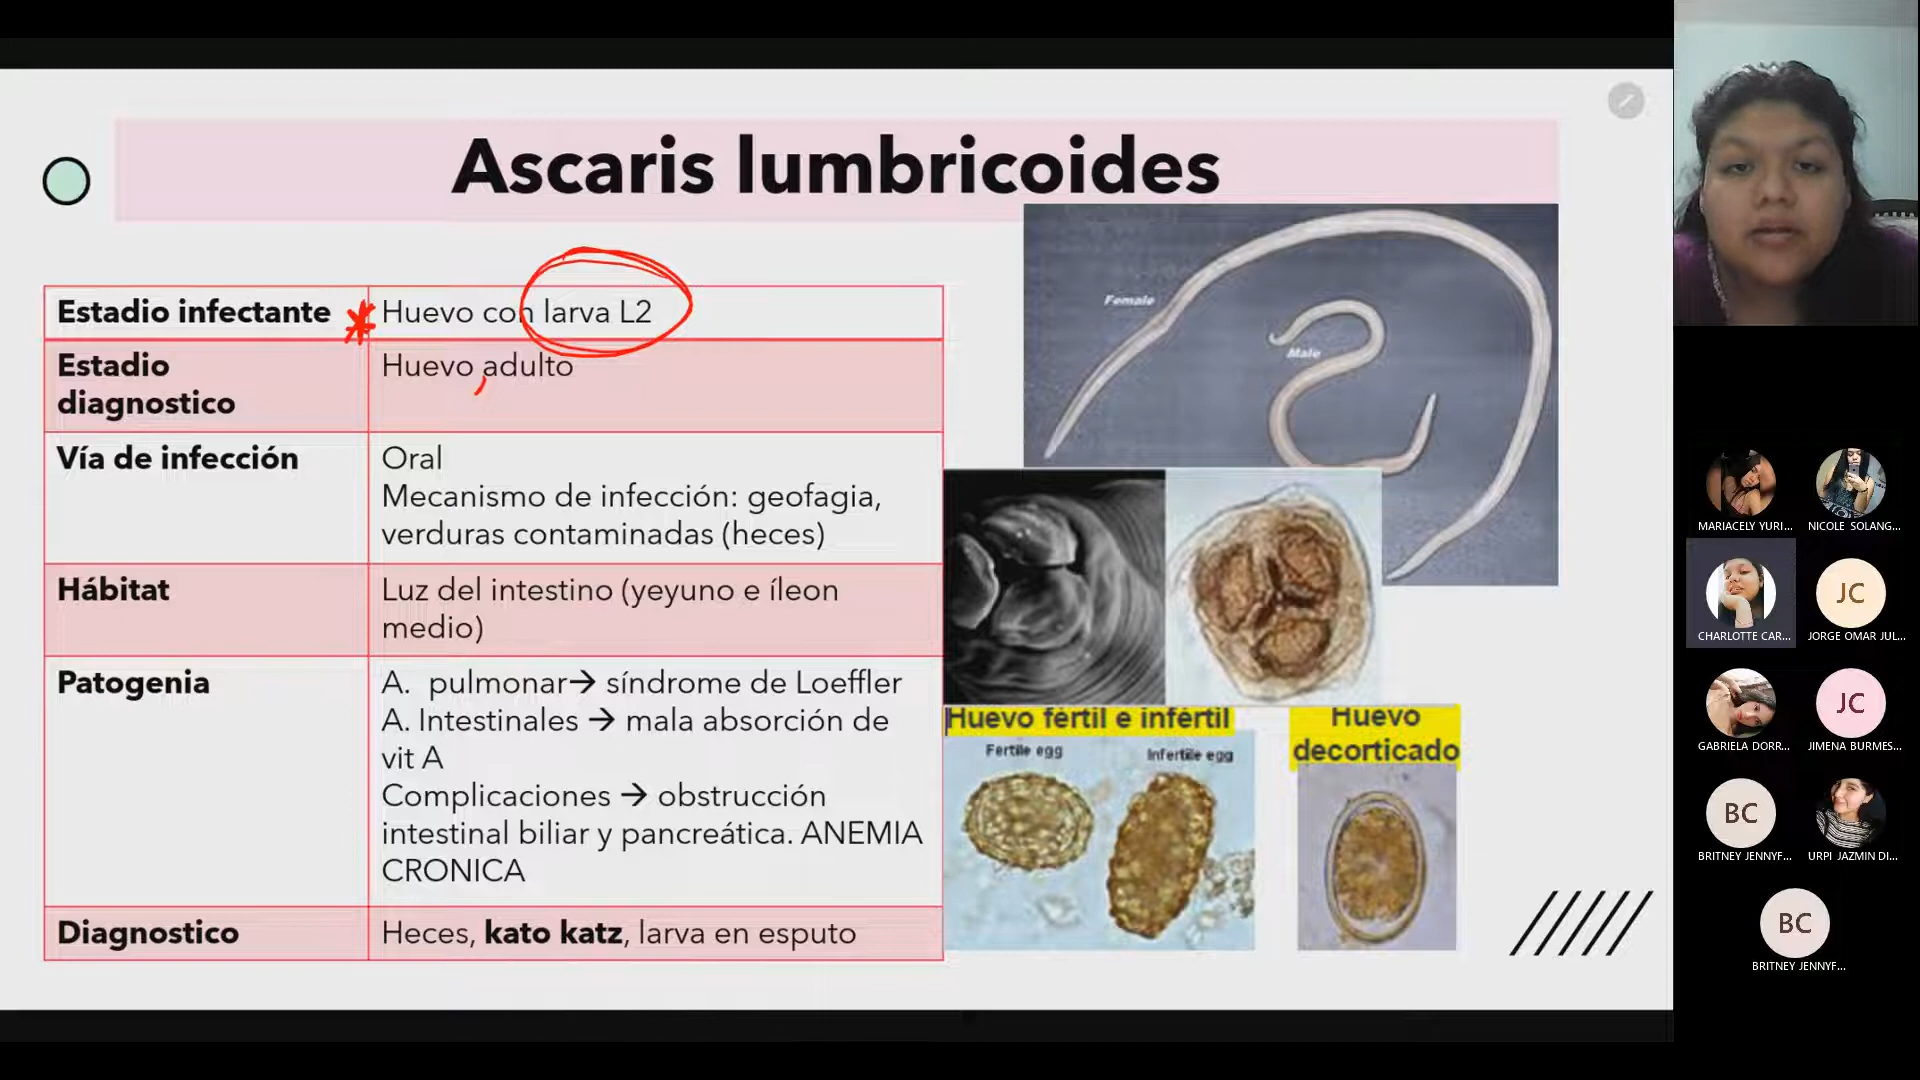 Ascaris lumbricoides
Estadio infectante
Huevo con larva L2
Estadio
diagnostico
Huevo, adulto
Vía de infección
Oral
Mecanismo de infección: geofagia,
verduras contaminadas (heces)
Hábitat
Luz del intestino (yeyuno e íleon
medio)
Patogenia
A. pulmonar→ síndrome de Loeffler
A. Intestinales → mala absorción de
vit A
Complicaciones → obstrucción
intestinal biliar y pancreática. ANEMIA
CRONICA
Diagnostico
Heces, kato katz, larva en esputo
Female
Male
Huevo fértil e infértil
Fertile egg
Infertile egg
Huevo
decorticado
MARIACELY YURI...
NICOLE SOLANG...
CHARLOTTE CAR...
JC
JORGE OMAR JUL...
GABRIELA DORR...
JC
JIMENA BURMES...
BC
BRITNEY JENNYF...
URPI JAZMIN DI...
BC
BRITNEY JENNYF...